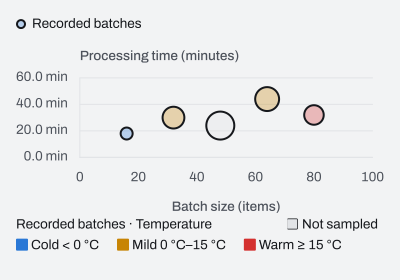 Recorded batches
Processing time (minutes)
60.0 min
40.0 min
20.0 min
0.0 min
0 20 40 60 80 100
Batch size (items)
Recorded batches · Temperature Not sampled
Cold < 0 °C Mild 0 °C–15 °C Warm ≥ 15 °C